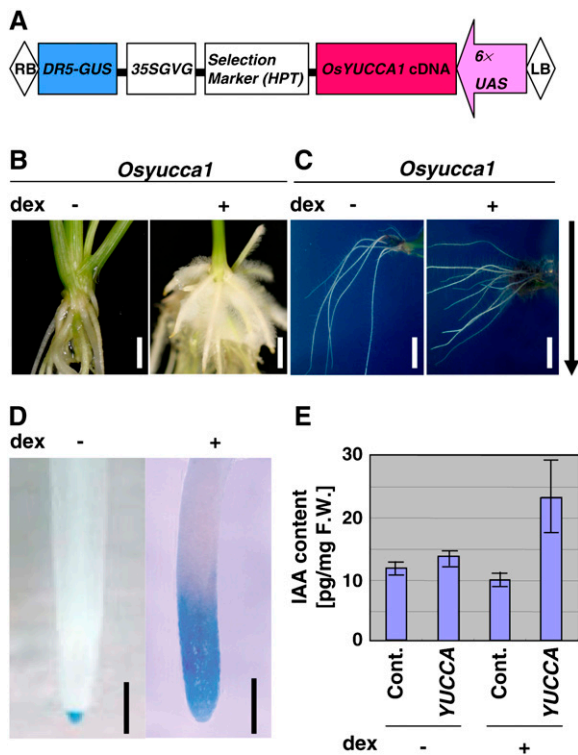 A
RB DR5-GUS 35SGVG Selection Marker (HPT) OsYUCCA1 cDNA 6× UAS LB
B
Osyucca1
dex - +
C
Osyucca1
dex - +
D
dex - +
E
IAA content
[pg/mg F.W.]
30
20
10
0
Cont. YUCCA Cont. YUCCA
dex - +